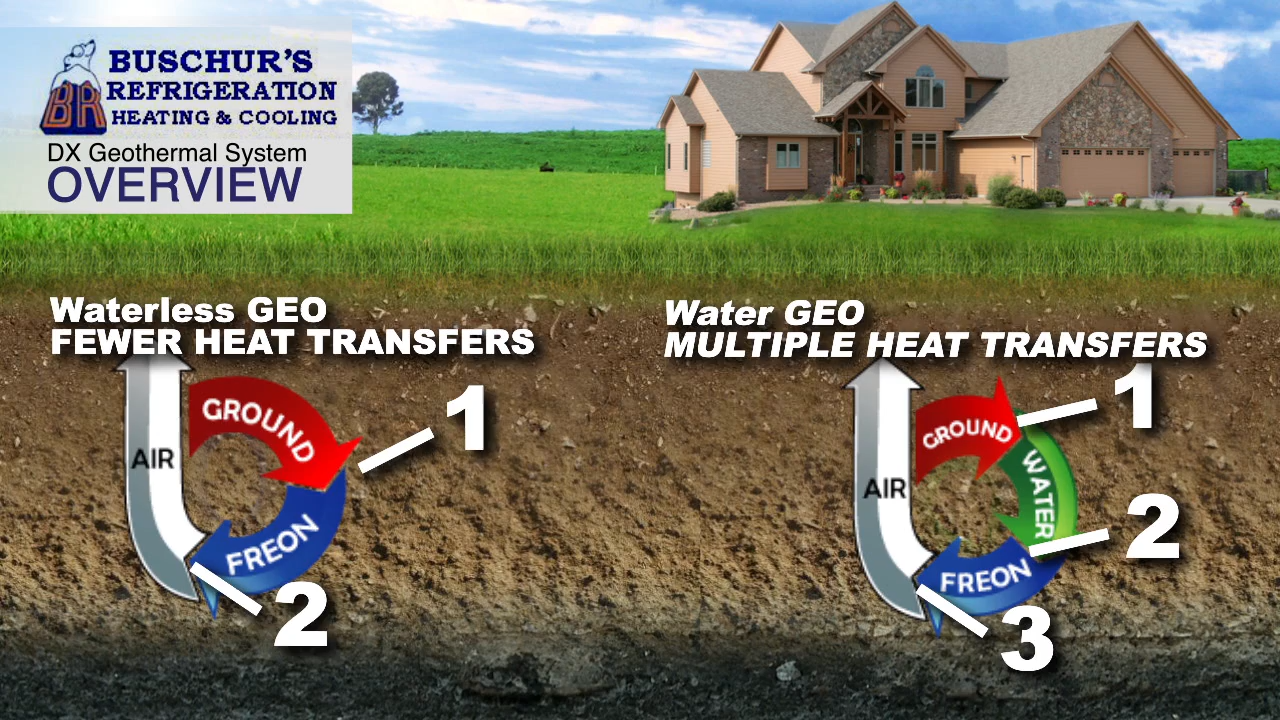 BUSCHUR'S
REFRIGERATION
HEATING & COOLING
BR
DX Geothermal System
OVERVIEW
Waterless GEO
FEWER HEAT TRANSFERS
AIR
GROUND
FREON
1
2
Water GEO
MULTIPLE HEAT TRANSFERS
AIR
GROUND
WATER
FREON
1
2
3